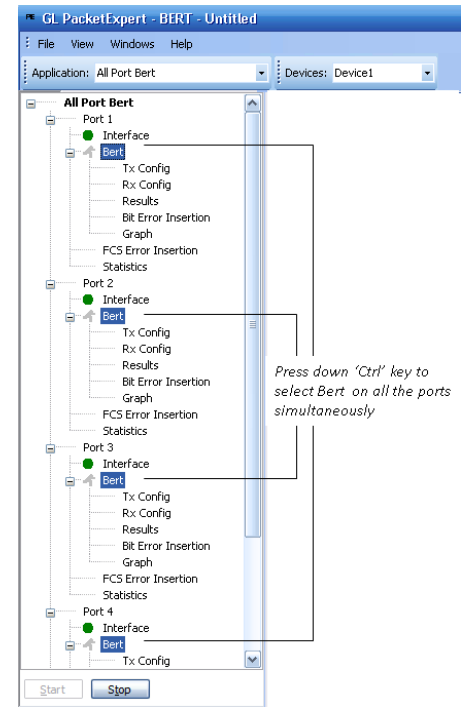 GL PacketExpert - BERT - Untitled
File View Windows Help
Application: All Port Bert Devices: Device1
All Port Bert
Port 1
Interface
Bert
Tx Config
Rx Config
Results
Bit Error Insertion
Graph
FCS Error Insertion
Statistics
Port 2
Interface
Bert
Tx Config
Rx Config
Results
Bit Error Insertion
Graph
FCS Error Insertion
Statistics
Port 3
Interface
Bert
Tx Config
Rx Config
Results
Bit Error Insertion
Graph
FCS Error Insertion
Statistics
Port 4
Interface
Bert
Tx Config
Press down ‘Ctrl’ key to
select Bert on all the ports
simultaneously
Start Stop